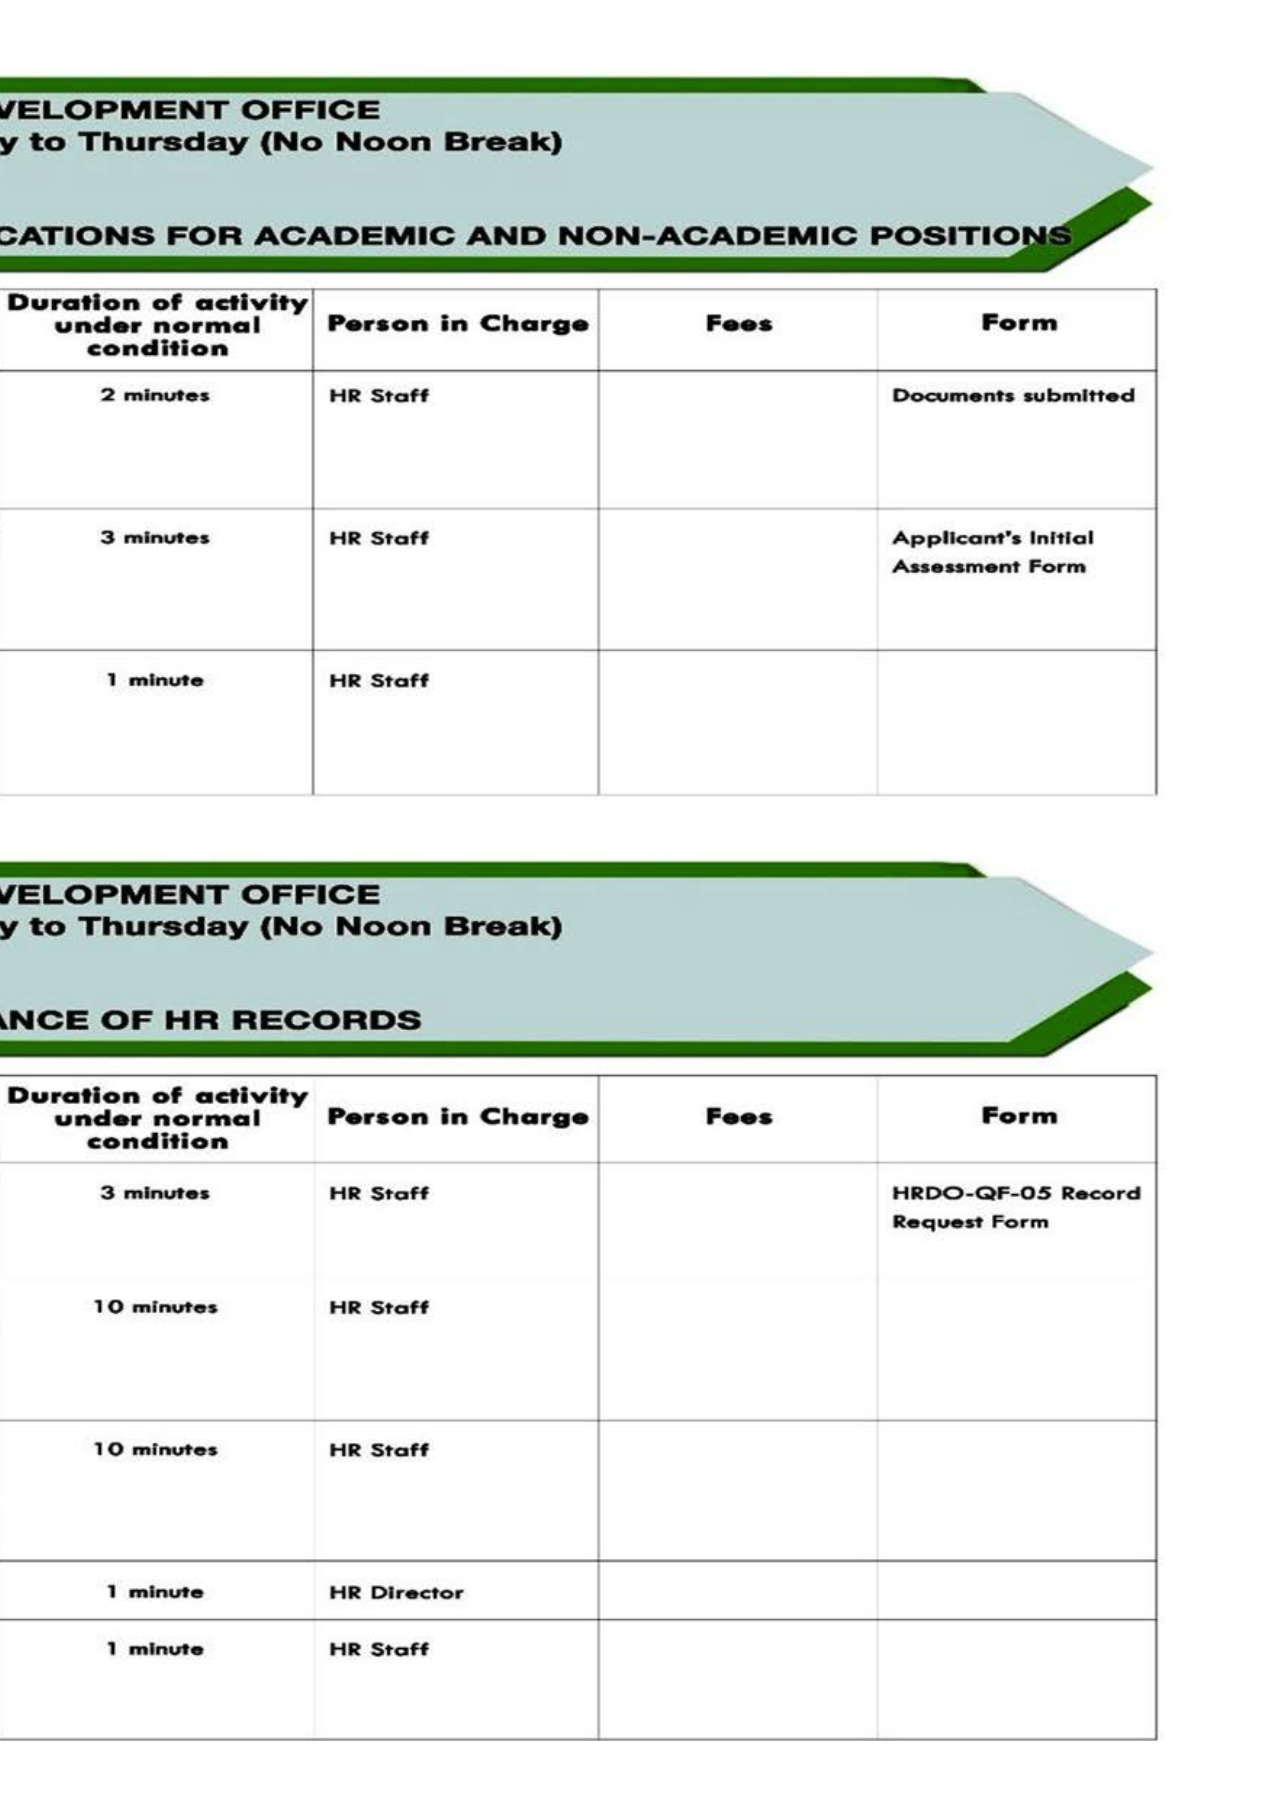 VELOPMENT OFFICE
y to Thursday (No Noon Break)
CATIONS FOR ACADEMIC AND NON-ACADEMIC POSITIONS
Duration of activity
under normal
condition
Person in Charge
Fees
Form
2 minutes
HR Staff
Documents submitted
3 minutes
HR Staff
Applicant's Initial
Assessment Form
1 minute
HR Staff
VELOPMENT OFFICE
y to Thursday (No Noon Break)
ANCE OF HR RECORDS
Duration of activity
under normal
condition
Person in Charge
Fees
Form
3 minutes
HR Staff
HRDO-QF-05 Record
Request Form
10 minutes
HR Staff
10 minutes
HR Staff
1 minute
HR Director
1 minute
HR Staff